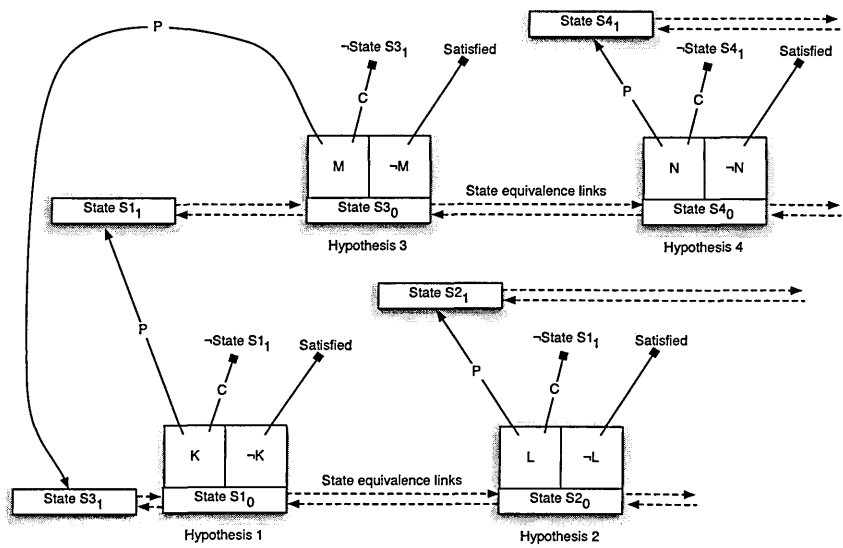 P
State S4₁
¬State S3₁
Satisfied
¬State S4₁
Satisfied
C
P
C
M
¬M
N
¬N
State equivalence links
State S1₁
State S3₀
State S4₀
Hypothesis 3
Hypothesis 4
State S2₁
P
¬State S1₁
Satisfied
¬State S1₁
Satisfied
P
C
C
K
¬K
L
¬L
State equivalence links
State S3₁
State S1₀
State S2₀
Hypothesis 1
Hypothesis 2